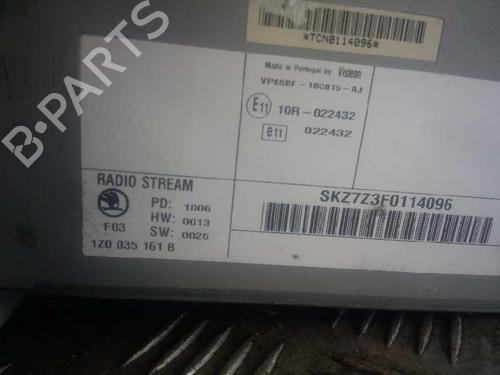 B-PARTS
*TCN0114096*
Made in Portugal by Visteon
VP4S8F-18C815-AJ
E11 10R-022432
e11 022432
RADIO STREAM
PD: 1006
HW: 0013
F03
SW: 0026
1Z0 035 161 B
SKZ7Z3F0114096